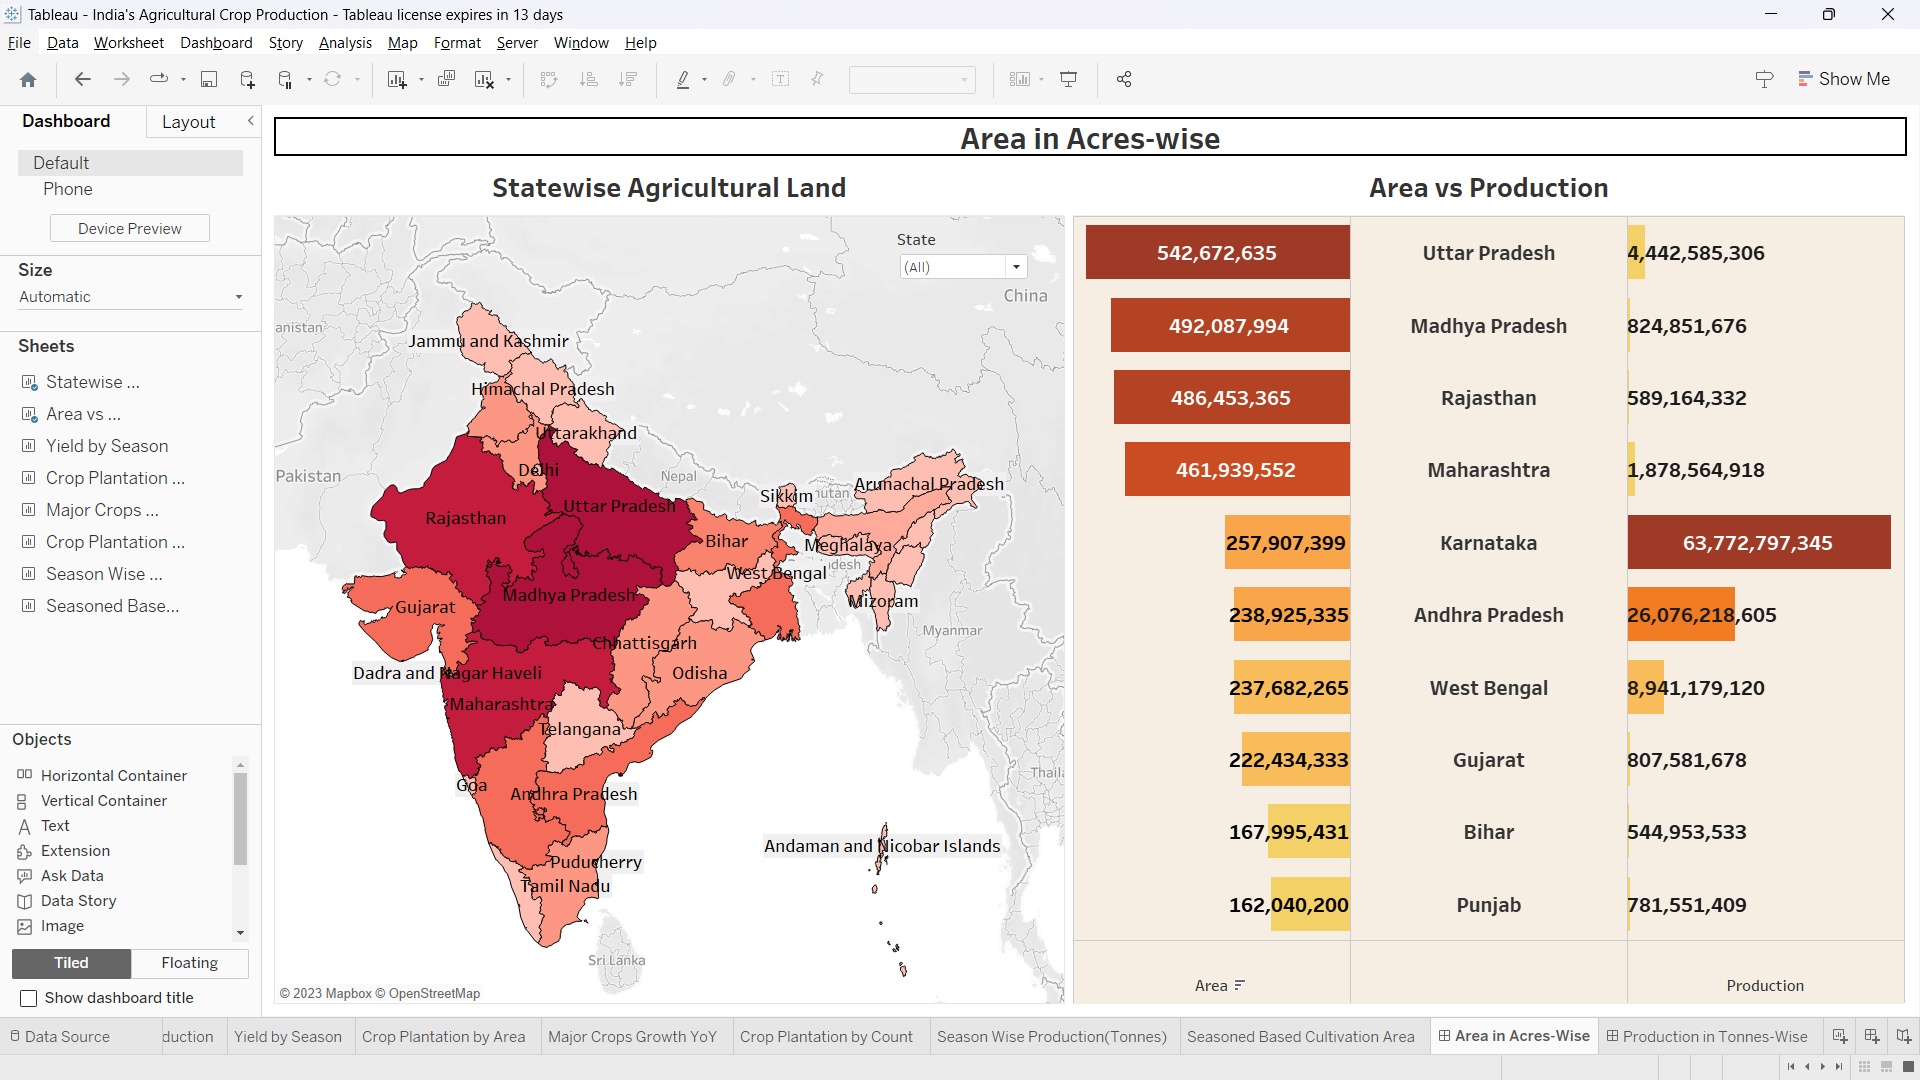 Tableau - India's Agricultural Crop Production - Tableau license expires in 13 days
File Data Worksheet Dashboard Story Analysis Map Format Server Window Help
Show Me
Dashboard Layout
Default
Phone
Device Preview
Size
Automatic
Sheets
Statewise ...
Area vs ...
Yield by Season
Crop Plantation ...
Major Crops ...
Crop Plantation ...
Season Wise ...
Seasoned Base...
Objects
Horizontal Container
Vertical Container
Text
Extension
Ask Data
Data Story
Image
Tiled Floating
Show dashboard title
Area in Acres-wise
Statewise Agricultural Land
State
(All)
China
anistan
Jammu and Kashmir
Himachal Pradesh
Uttarakhand
Pakistan
Delhi
Nepal
Sikkim
hutan
Arunachal Pradesh
Uttar Pradesh
Rajasthan
Bihar
Meghalaya
desh
West Bengal
Madhya Pradesh
Gujarat
Mizoram
Myanmar
Chhattisgarh
Dadra and Nagar Haveli
Odisha
Maharashtra
Telangana
Thaila
Goa
Andhra Pradesh
Andaman and Nicobar Islands
Puducherry
Tamil Nadu
Sri Lanka
© 2023 Mapbox © OpenStreetMap
Area vs Production
542,672,635 Uttar Pradesh 4,442,585,306
492,087,994 Madhya Pradesh 824,851,676
486,453,365 Rajasthan 589,164,332
461,939,552 Maharashtra 1,878,564,918
257,907,399 Karnataka 63,772,797,345
238,925,335 Andhra Pradesh 26,076,218,605
237,682,265 West Bengal 8,941,179,120
222,434,333 Gujarat 807,581,678
167,995,431 Bihar 544,953,533
162,040,200 Punjab 781,551,409
Area Production
Data Source duction Yield by Season Crop Plantation by Area Major Crops Growth YoY Crop Plantation by Count Season Wise Production(Tonnes) Seasoned Based Cultivation Area Area in Acres-Wise Production in Tonnes-Wise